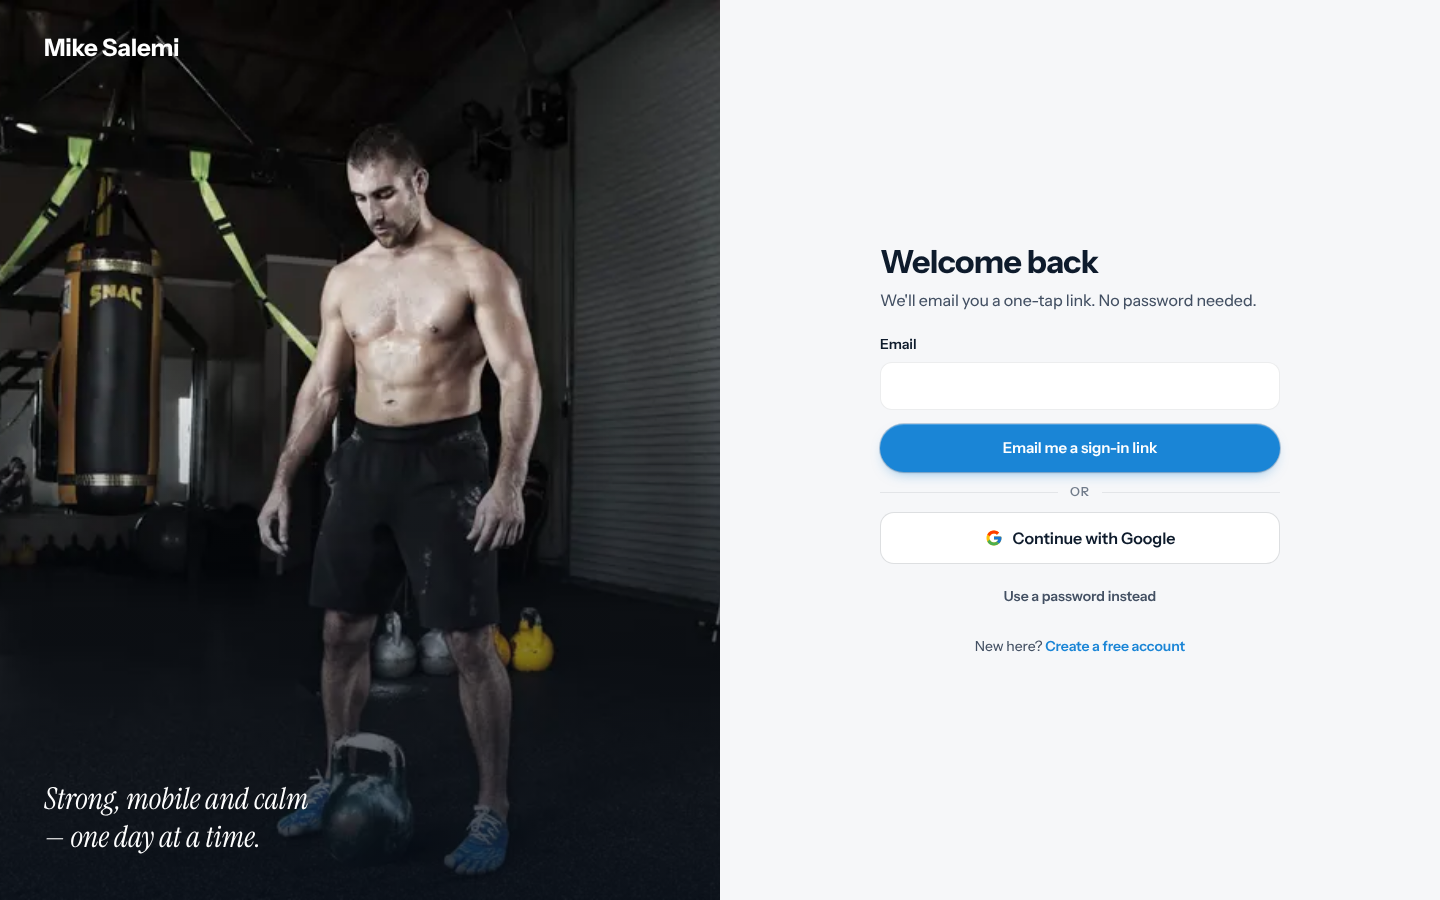 Mike Salemi
SNAC
Strong, mobile and calm
— one day at a time.
Welcome back
We'll email you a one-tap link. No password needed.
Email
Email me a sign-in link
OR
Continue with Google
Use a password instead
New here? Create a free account